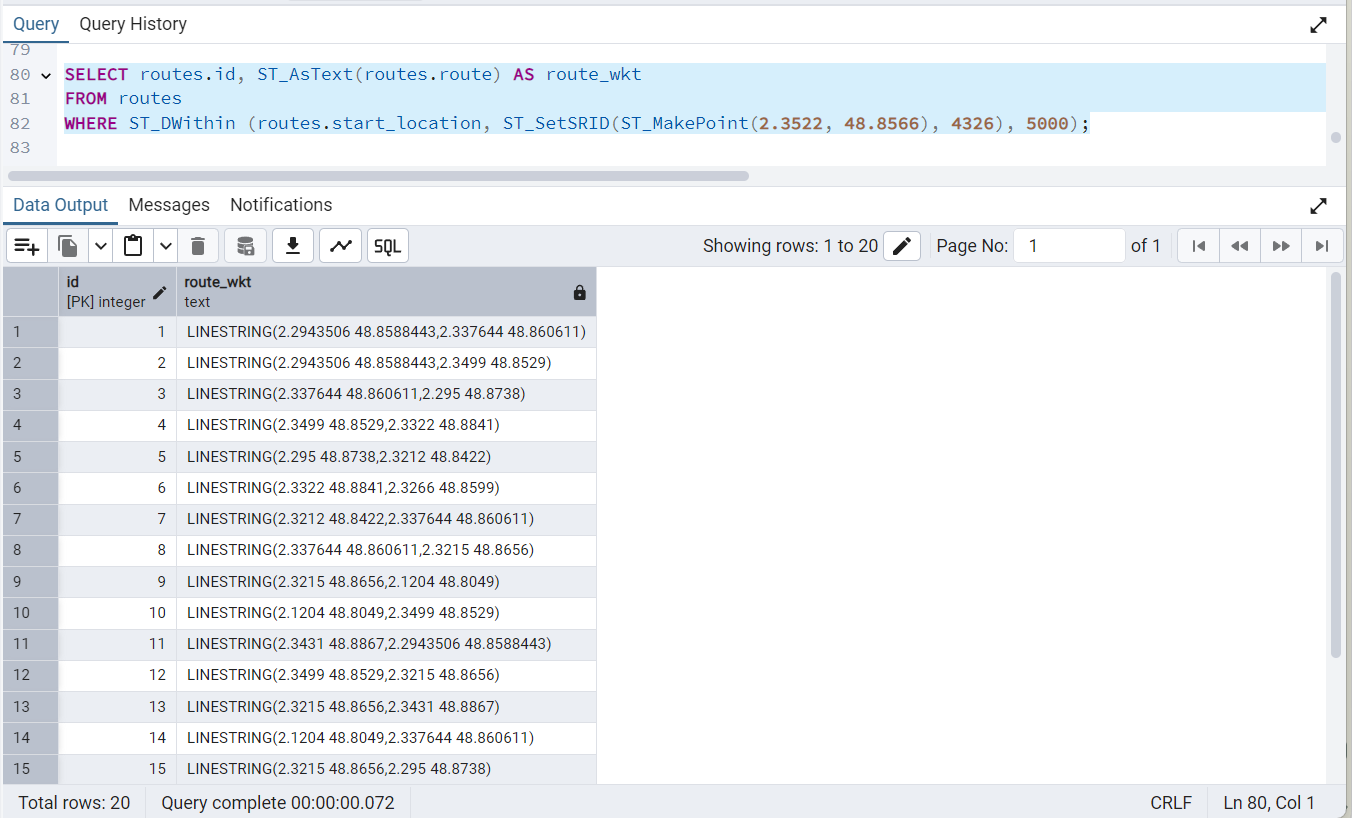 Query Query History
79
80 SELECT routes.id, ST_AsText(routes.route) AS route_wkt
81 FROM routes
82 WHERE ST_DWithin (routes.start_location, ST_SetSRID(ST_MakePoint(2.3522, 48.8566), 4326), 5000);
83
Data Output Messages Notifications
SQL Showing rows: 1 to 20 Page No: 1 of 1
id route_wkt
[PK] integer text
1 1 LINESTRING(2.2943506 48.8588443,2.337644 48.860611)
2 2 LINESTRING(2.2943506 48.8588443,2.3499 48.8529)
3 3 LINESTRING(2.337644 48.860611,2.295 48.8738)
4 4 LINESTRING(2.3499 48.8529,2.3322 48.8841)
5 5 LINESTRING(2.295 48.8738,2.3212 48.8422)
6 6 LINESTRING(2.3322 48.8841,2.3266 48.8599)
7 7 LINESTRING(2.3212 48.8422,2.337644 48.860611)
8 8 LINESTRING(2.337644 48.860611,2.3215 48.8656)
9 9 LINESTRING(2.3215 48.8656,2.1204 48.8049)
10 10 LINESTRING(2.1204 48.8049,2.3499 48.8529)
11 11 LINESTRING(2.3431 48.8867,2.2943506 48.8588443)
12 12 LINESTRING(2.3499 48.8529,2.3215 48.8656)
13 13 LINESTRING(2.3215 48.8656,2.3431 48.8867)
14 14 LINESTRING(2.1204 48.8049,2.337644 48.860611)
15 15 LINESTRING(2.3215 48.8656,2.295 48.8738)
Total rows: 20 Query complete 00:00:00.072 CRLF Ln 80, Col 1